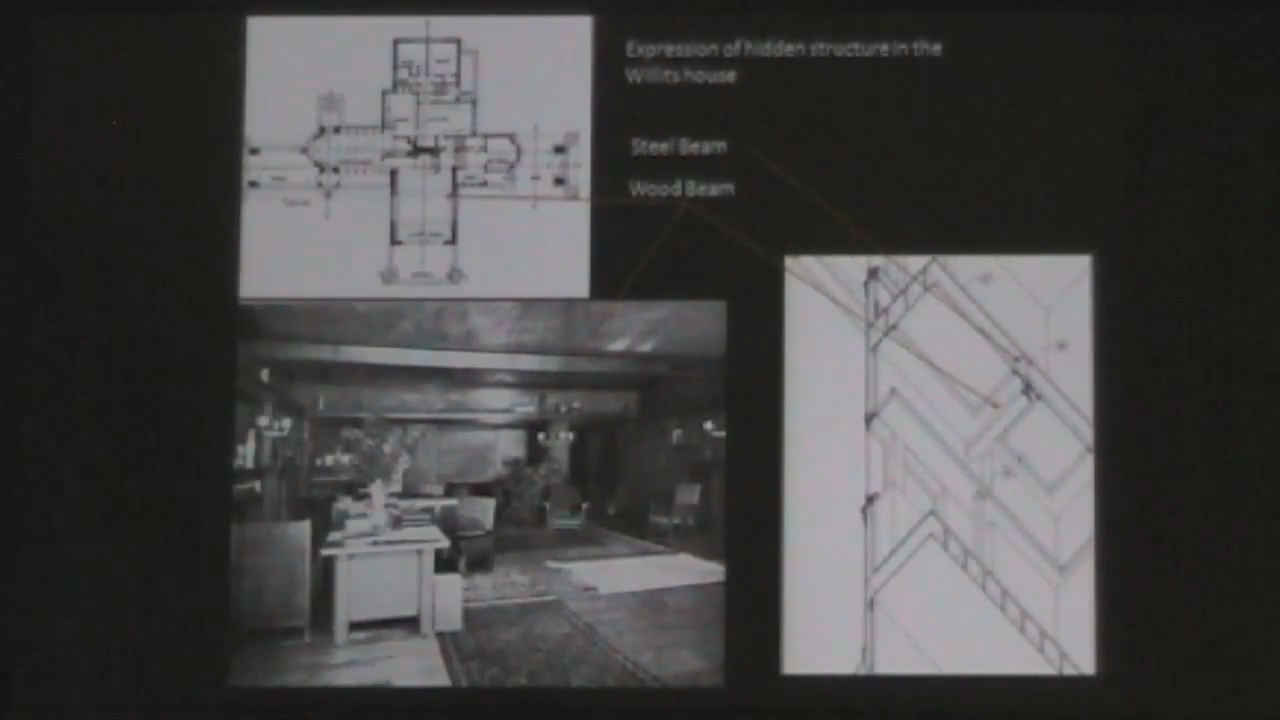 Expression of hidden structure in the
Willits house
Steel Beam
Wood Beam